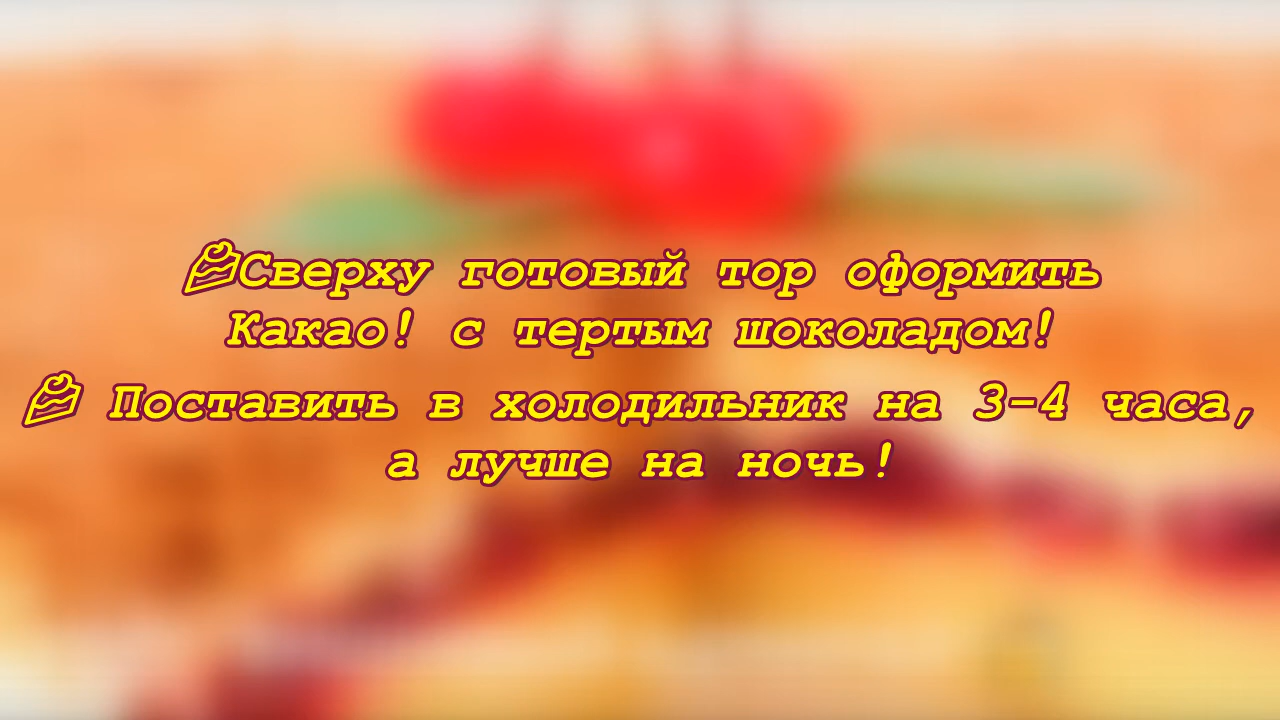 🍰Сверху готовый тор оформить
Какао! с тертым шоколадом!
🍰 Поставить в холодильник на 3-4 часа,
а лучше на ночь!